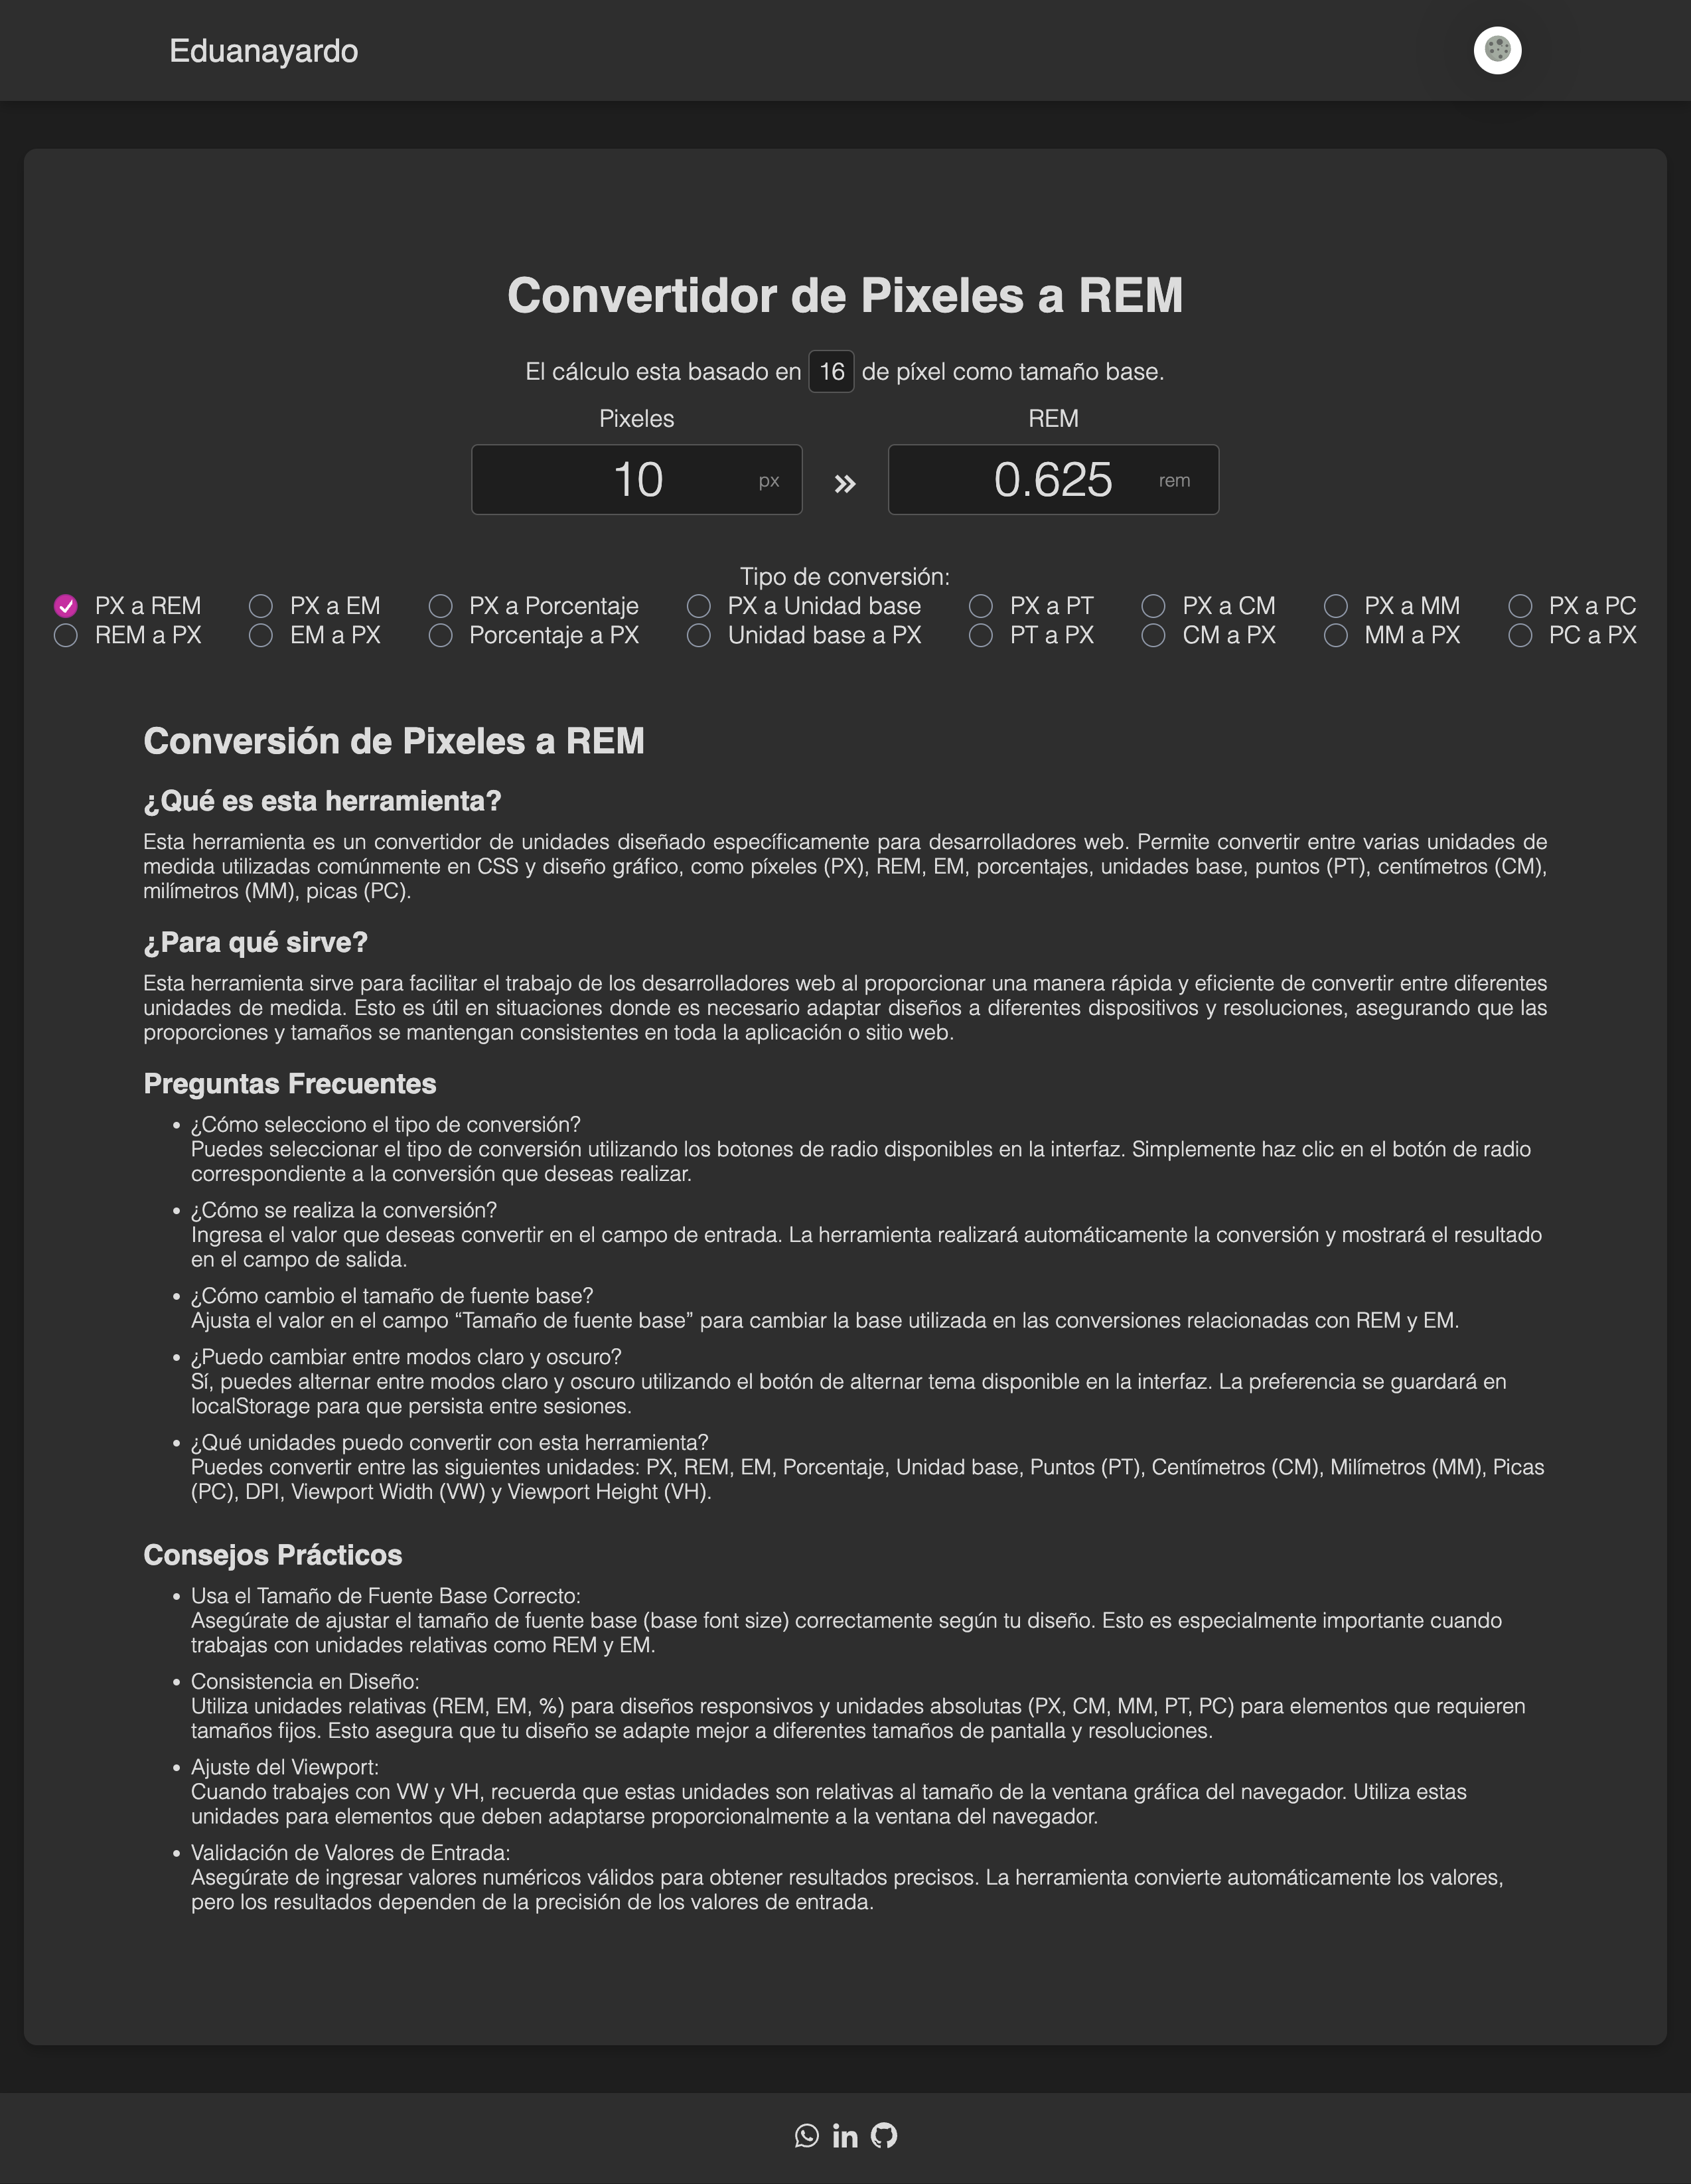 Eduanayardo
Convertidor de Pixeles a REM
El cálculo esta basado en 16 de píxel como tamaño base.
Pixeles REM
10 px » 0.625 rem
Tipo de conversión:
PX a REM PX a EM PX a Porcentaje PX a Unidad base PX a PT PX a CM PX a MM PX a PC
REM a PX EM a PX Porcentaje a PX Unidad base a PX PT a PX CM a PX MM a PX PC a PX
Conversión de Pixeles a REM
¿Qué es esta herramienta?
Esta herramienta es un convertidor de unidades diseñado específicamente para desarrolladores web. Permite convertir entre varias unidades de
medida utilizadas comúnmente en CSS y diseño gráfico, como píxeles (PX), REM, EM, porcentajes, unidades base, puntos (PT), centímetros (CM),
milímetros (MM), picas (PC).
¿Para qué sirve?
Esta herramienta sirve para facilitar el trabajo de los desarrolladores web al proporcionar una manera rápida y eficiente de convertir entre diferentes
unidades de medida. Esto es útil en situaciones donde es necesario adaptar diseños a diferentes dispositivos y resoluciones, asegurando que las
proporciones y tamaños se mantengan consistentes en toda la aplicación o sitio web.
Preguntas Frecuentes
• ¿Cómo selecciono el tipo de conversión?
Puedes seleccionar el tipo de conversión utilizando los botones de radio disponibles en la interfaz. Simplemente haz clic en el botón de radio
correspondiente a la conversión que deseas realizar.
• ¿Cómo se realiza la conversión?
Ingresa el valor que deseas convertir en el campo de entrada. La herramienta realizará automáticamente la conversión y mostrará el resultado
en el campo de salida.
• ¿Cómo cambio el tamaño de fuente base?
Ajusta el valor en el campo “Tamaño de fuente base” para cambiar la base utilizada en las conversiones relacionadas con REM y EM.
• ¿Puedo cambiar entre modos claro y oscuro?
Sí, puedes alternar entre modos claro y oscuro utilizando el botón de alternar tema disponible en la interfaz. La preferencia se guardará en
localStorage para que persista entre sesiones.
• ¿Qué unidades puedo convertir con esta herramienta?
Puedes convertir entre las siguientes unidades: PX, REM, EM, Porcentaje, Unidad base, Puntos (PT), Centímetros (CM), Milímetros (MM), Picas
(PC), DPI, Viewport Width (VW) y Viewport Height (VH).
Consejos Prácticos
• Usa el Tamaño de Fuente Base Correcto:
Asegúrate de ajustar el tamaño de fuente base (base font size) correctamente según tu diseño. Esto es especialmente importante cuando
trabajas con unidades relativas como REM y EM.
• Consistencia en Diseño:
Utiliza unidades relativas (REM, EM, %) para diseños responsivos y unidades absolutas (PX, CM, MM, PT, PC) para elementos que requieren
tamaños fijos. Esto asegura que tu diseño se adapte mejor a diferentes tamaños de pantalla y resoluciones.
• Ajuste del Viewport:
Cuando trabajes con VW y VH, recuerda que estas unidades son relativas al tamaño de la ventana gráfica del navegador. Utiliza estas
unidades para elementos que deben adaptarse proporcionalmente a la ventana del navegador.
• Validación de Valores de Entrada:
Asegúrate de ingresar valores numéricos válidos para obtener resultados precisos. La herramienta convierte automáticamente los valores,
pero los resultados dependen de la precisión de los valores de entrada.